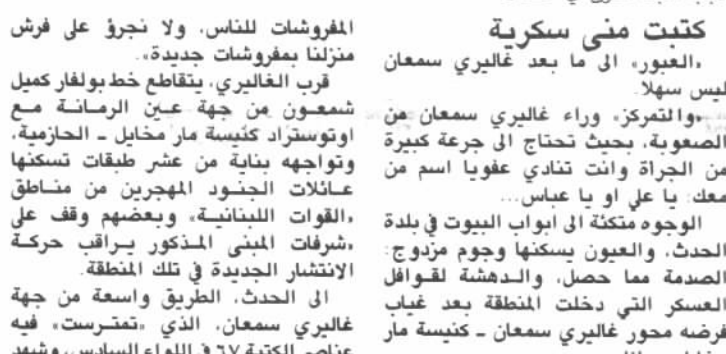 كتبت منى سكرية
«العبور» الى ما بعد غاليري سمعان
ليس سهلا.
«والتمركز» وراء غاليري سمعان من
الصعوبة، بحيث تحتاج الى جرعة كبيرة
من الجراة وانت تنادي عفويا اسم من
معك: يا علي او يا عباس...
الوجوه متكئة الى ابواب البيوت في بلدة
الحدث، والعيون يسكنها وجوم مزدوج:
الصدمة مما حصل، والدهشة لقوافل
العسكر التي دخلت المنطقة بعد غياب
فرضه محور غاليري سمعان ـ كنيسة مار
المفروشات للناس، ولا نجرؤ على فرش
منزلنا بمفروشات جديدة».
قرب الغاليري، يتقاطع خط بولفار كميل
شمعون من جهة عين الرمانة مع
اوتوستراد كنيسة مار مخايل ـ الحازمية،
وتواجهه بناية من عشر طبقات تسكنها
عائلات الجنود المهجرين من مناطق
«القوات اللبنانية» وبعضهم وقف على
«شرفات المبنى المذكور يراقب حركة
الانتشار الجديدة في تلك المنطقة.
الى الحدث، الطريق واسعة من جهة
غاليري سمعان، الذي «تمترست» فيه
عناصر الكتيبة ٦٧ في اللواء السادس، وشهد